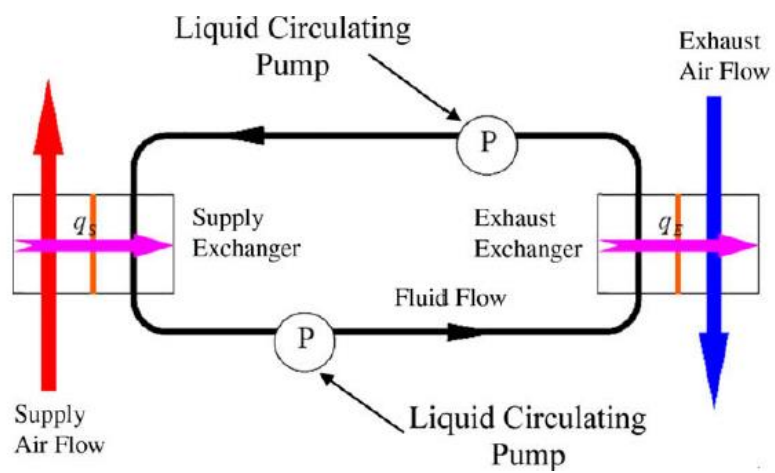 Liquid Circulating
Pump
Exhaust
Air Flow
P
q_S
Supply
Exchanger
Exhaust
Exchanger
q_E
Fluid Flow
P
Supply
Air Flow
Liquid Circulating
Pump